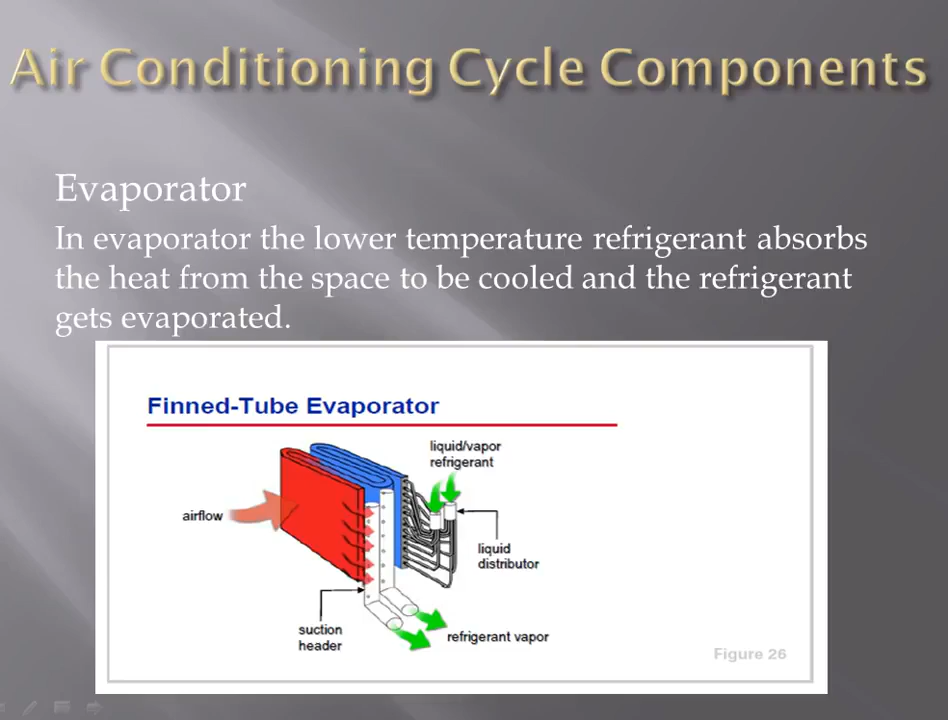 Air Conditioning Cycle Components
Evaporator
In evaporator the lower temperature refrigerant absorbs
the heat from the space to be cooled and the refrigerant
gets evaporated.
Finned-Tube Evaporator
liquid/vapor
refrigerant
airflow
liquid
distributor
suction
header
refrigerant vapor
Figure 26